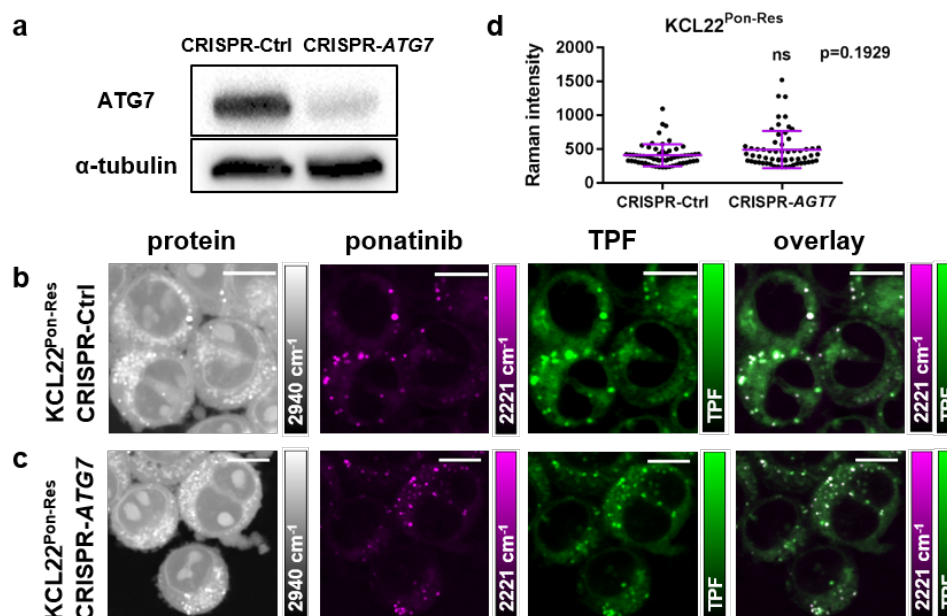 a
CRISPR-Ctrl CRISPR-ATG7
ATG7
α-tubulin
d
KCL22Pon-Res
Raman intensity
2000
1500
1000
500
0
ns
p=0.1929
CRISPR-Ctrl CRISPR-AGT7
protein ponatinib TPF overlay
b
KCL22Pon-Res
CRISPR-Ctrl
2940 cm-1
2221 cm-1
TPF
2221 cm-1
TPF
c
KCL22Pon-Res
CRISPR-ATG7
2940 cm-1
2221 cm-1
TPF
2221 cm-1
TPF